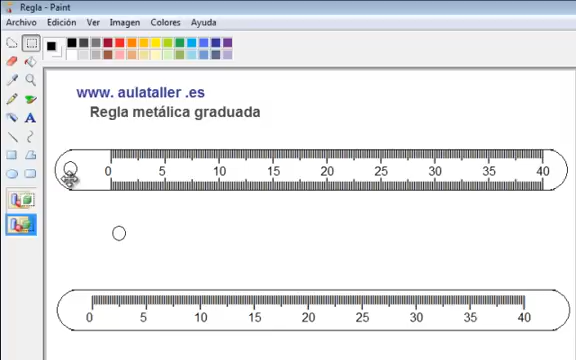 Regla - Paint
Archivo Edición Ver Imagen Colores Ayuda
www. aulataller .es
Regla metálica graduada
0 5 10 15 20 25 30 35 40
0 5 10 15 20 25 30 35 40